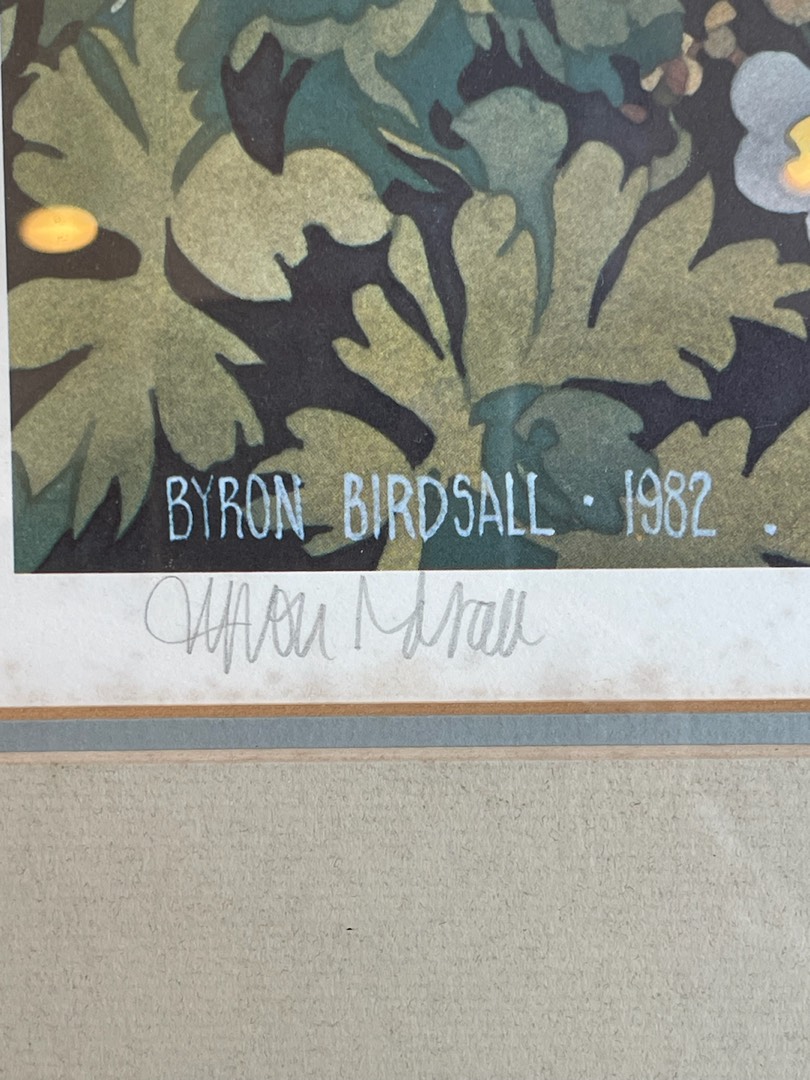 BYRON BIRDSALL · 1982 .